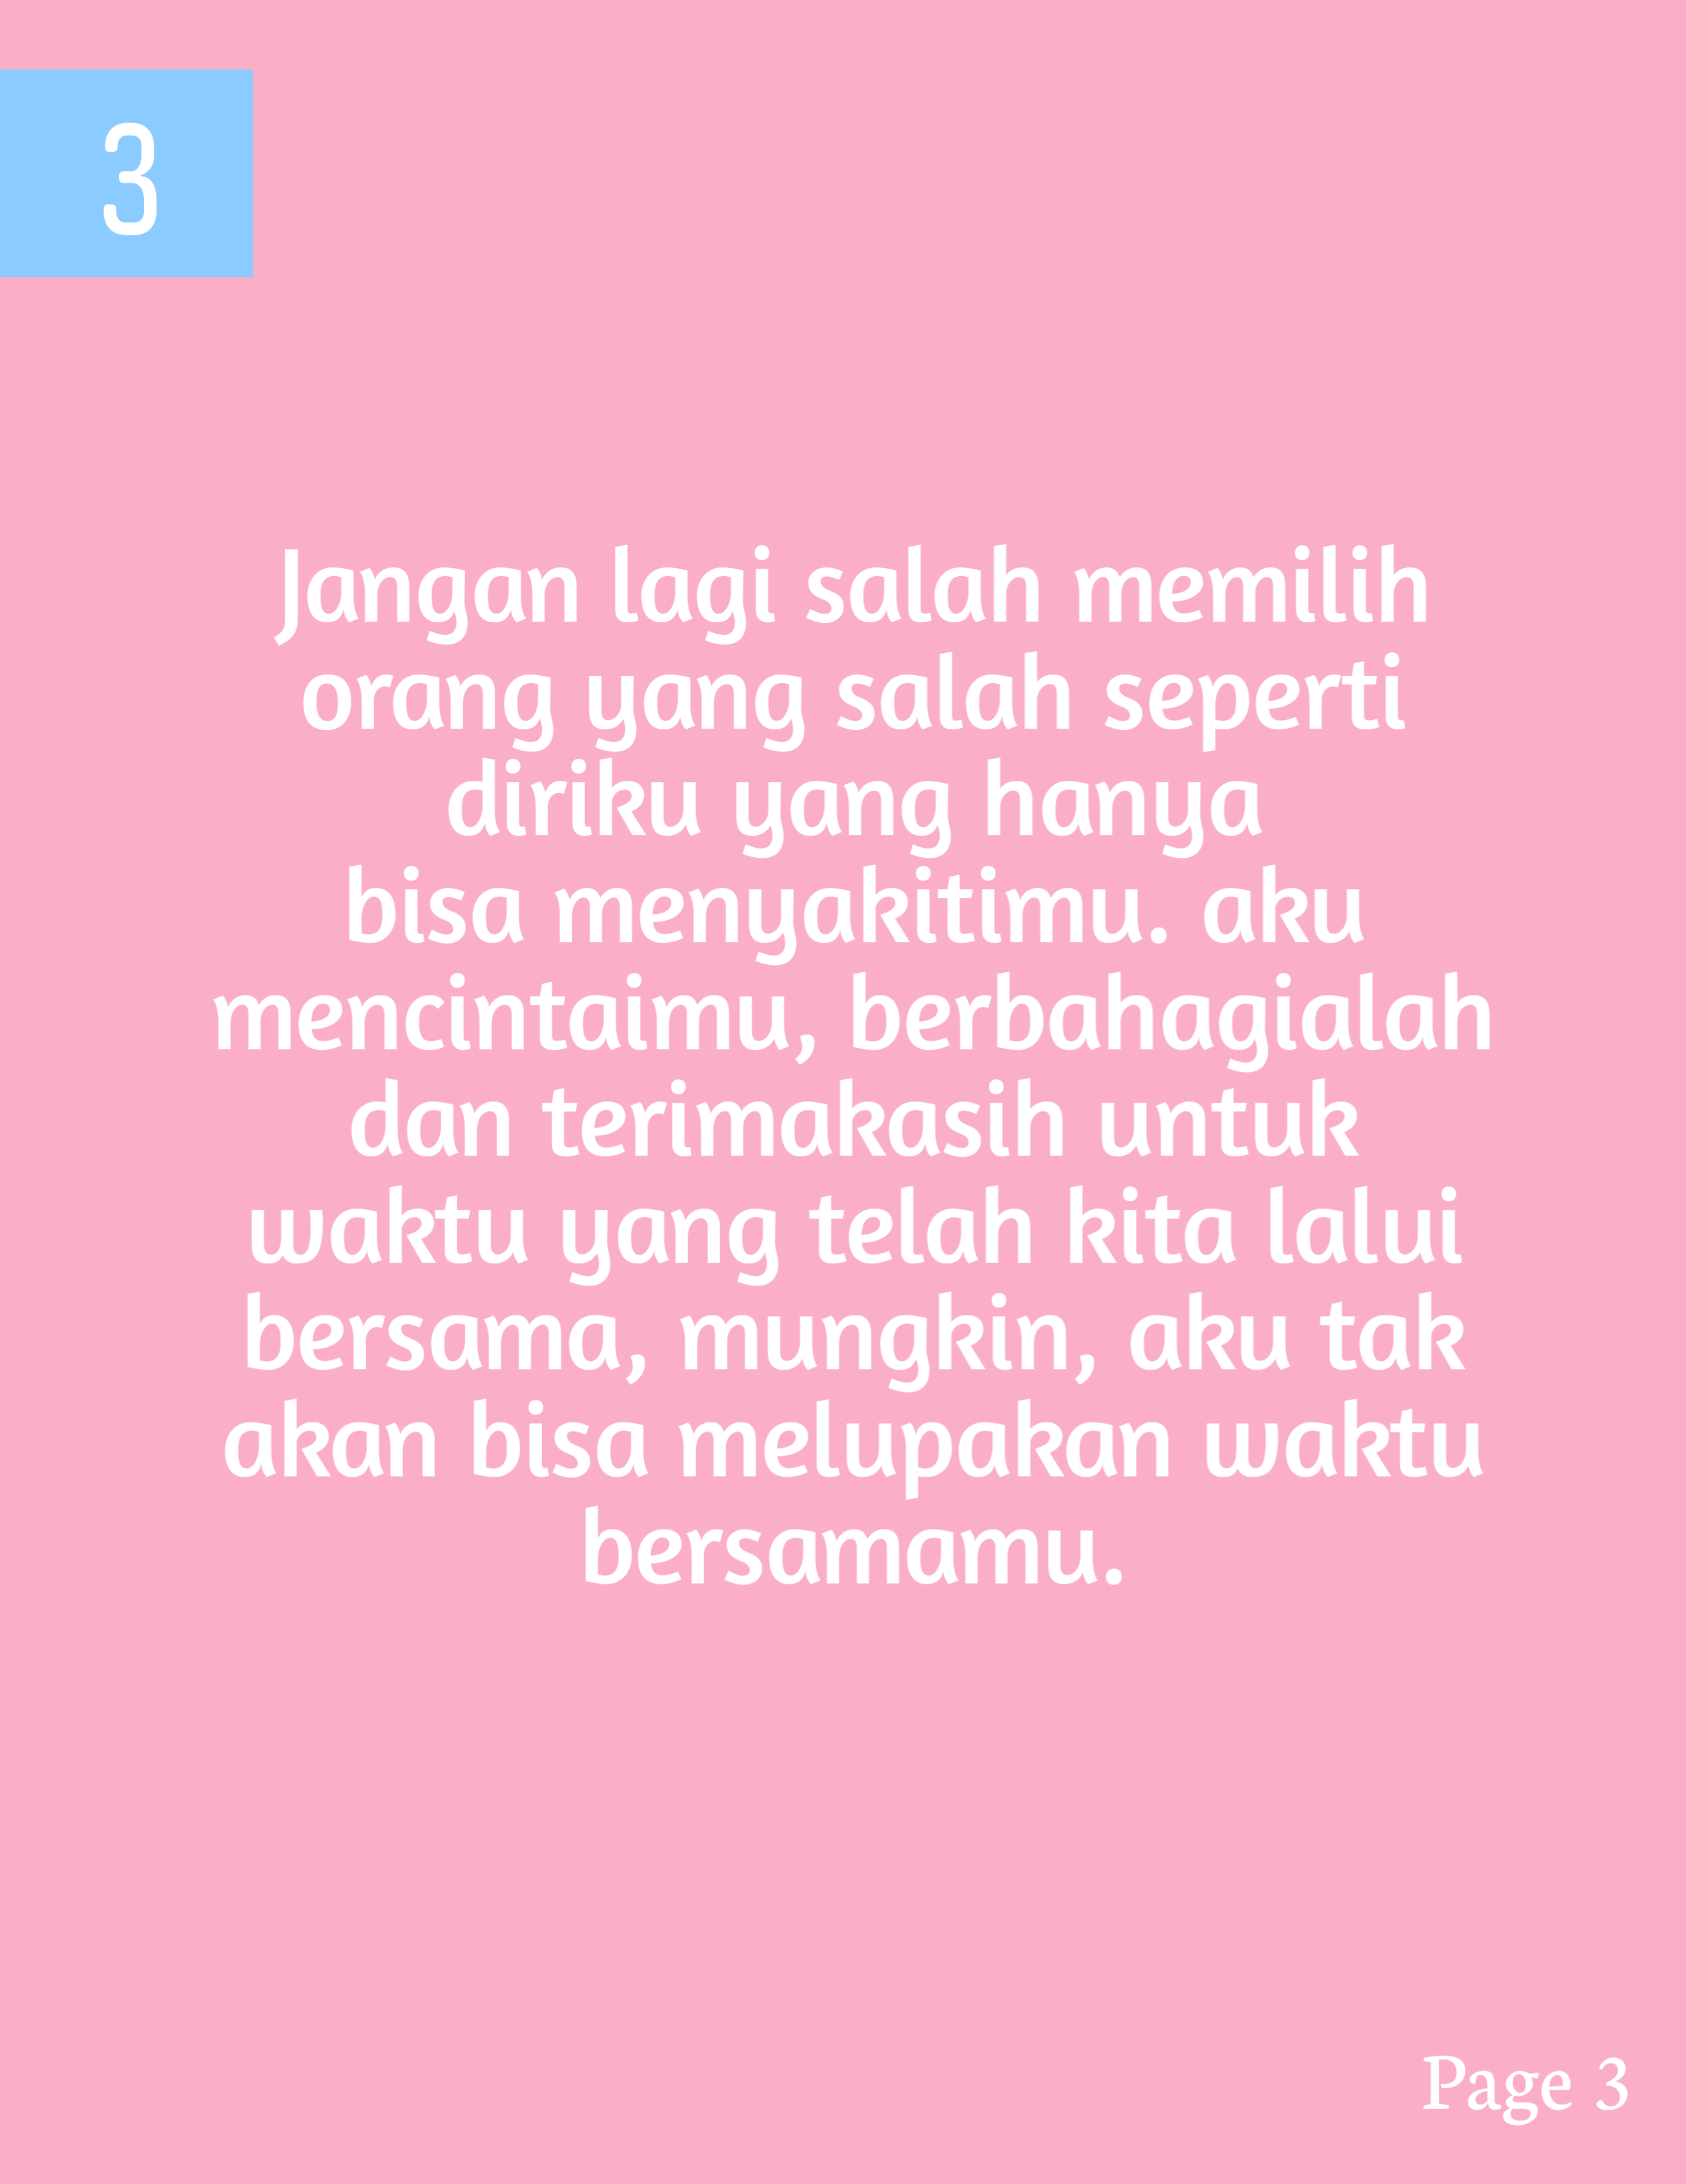 3
Jangan lagi salah memilih
orang yang salah seperti
diriku yang hanya
bisa menyakitimu. aku
mencintaimu, berbahagialah
dan terimakasih untuk
waktu yang telah kita lalui
bersama, mungkin, aku tak
akan bisa melupakan waktu
bersamamu.
Page 3